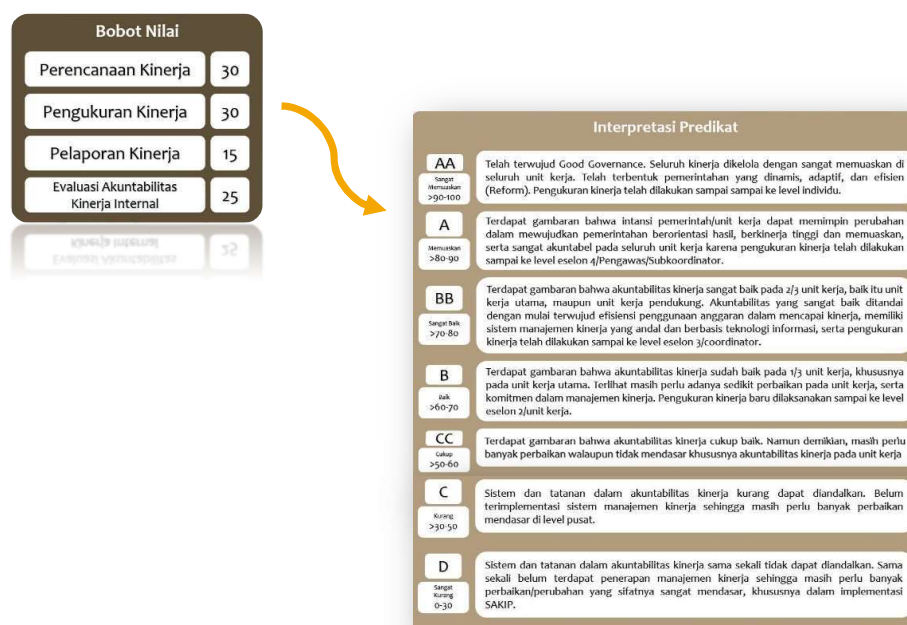 Bobot Nilai
Perencanaan Kinerja 30
Pengukuran Kinerja 30
Pelaporan Kinerja 15
Evaluasi Akuntabilitas
Kinerja Internal 25
Interpretasi Predikat
AA
Sangat
Memuaskan
>90-100
Telah terwujud Good Governance. Seluruh kinerja dikelola dengan sangat memuaskan di
seluruh unit kerja. Telah terbentuk pemerintahan yang dinamis, adaptif, dan efisien
(Reform). Pengukuran kinerja telah dilakukan sampai sampai ke level individu.
A
Memuaskan
>80-90
Terdapat gambaran bahwa intansi pemerintah/unit kerja dapat memimpin perubahan
dalam mewujudkan pemerintahan berorientasi hasil, berkinerja tinggi dan memuaskan,
serta sangat akuntabel pada seluruh unit kerja karena pengukuran kinerja telah dilakukan
sampai ke level eselon 4/Pengawas/Subkoordinator.
BB
Sangat Baik
>70-80
Terdapat gambaran bahwa akuntabilitas kinerja sangat baik pada 2/3 unit kerja, baik itu unit
kerja utama, maupun unit kerja pendukung. Akuntabilitas yang sangat baik ditandai
dengan mulai terwujud efisiensi penggunaan anggaran dalam mencapai kinerja, memiliki
sistem manajemen kinerja yang andal dan berbasis teknologi informasi, serta pengukuran
kinerja telah dilakukan sampai ke level eselon 3/coordinator.
B
Baik
>60-70
Terdapat gambaran bahwa akuntabilitas kinerja sudah baik pada 1/3 unit kerja, khususnya
pada unit kerja utama. Terlihat masih perlu adanya sedikit perbaikan pada unit kerja, serta
komitmen dalam manajemen kinerja. Pengukuran kinerja baru dilaksanakan sampai ke level
eselon 2/unit kerja.
CC
Cukup
>50-60
Terdapat gambaran bahwa akuntabilitas kinerja cukup baik. Namun demikian, masih perlu
banyak perbaikan walaupun tidak mendasar khususnya akuntabilitas kinerja pada unit kerja
C
Kurang
>30-50
Sistem dan tatanan dalam akuntabilitas kinerja kurang dapat diandalkan. Belum
terimplementasi sistem manajemen kinerja sehingga masih perlu banyak perbaikan
mendasar di level pusat.
D
Sangat
Kurang
0-30
Sistem dan tatanan dalam akuntabilitas kinerja sama sekali tidak dapat diandalkan. Sama
sekali belum terdapat penerapan manajemen kinerja sehingga masih perlu banyak
perbaikan/perubahan yang sifatnya sangat mendasar, khususnya dalam implementasi
SAKIP.